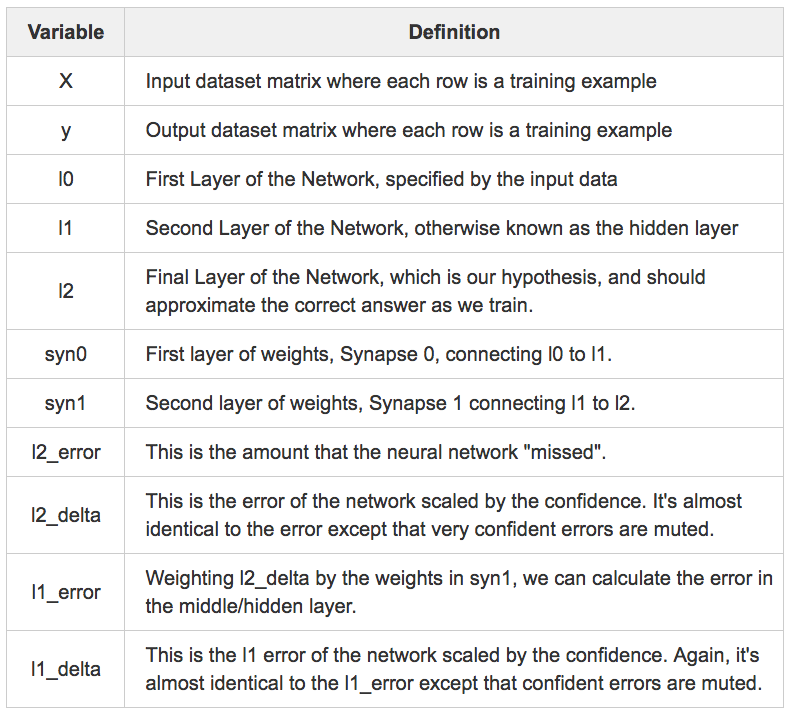 Variable Definition
X Input dataset matrix where each row is a training example
y Output dataset matrix where each row is a training example
l0 First Layer of the Network, specified by the input data
l1 Second Layer of the Network, otherwise known as the hidden layer
l2 Final Layer of the Network, which is our hypothesis, and should
approximate the correct answer as we train.
syn0 First layer of weights, Synapse 0, connecting l0 to l1.
syn1 Second layer of weights, Synapse 1 connecting l1 to l2.
l2_error This is the amount that the neural network "missed".
l2_delta This is the error of the network scaled by the confidence. It's almost
identical to the error except that very confident errors are muted.
l1_error Weighting l2_delta by the weights in syn1, we can calculate the error in
the middle/hidden layer.
l1_delta This is the l1 error of the network scaled by the confidence. Again, it's
almost identical to the l1_error except that confident errors are muted.